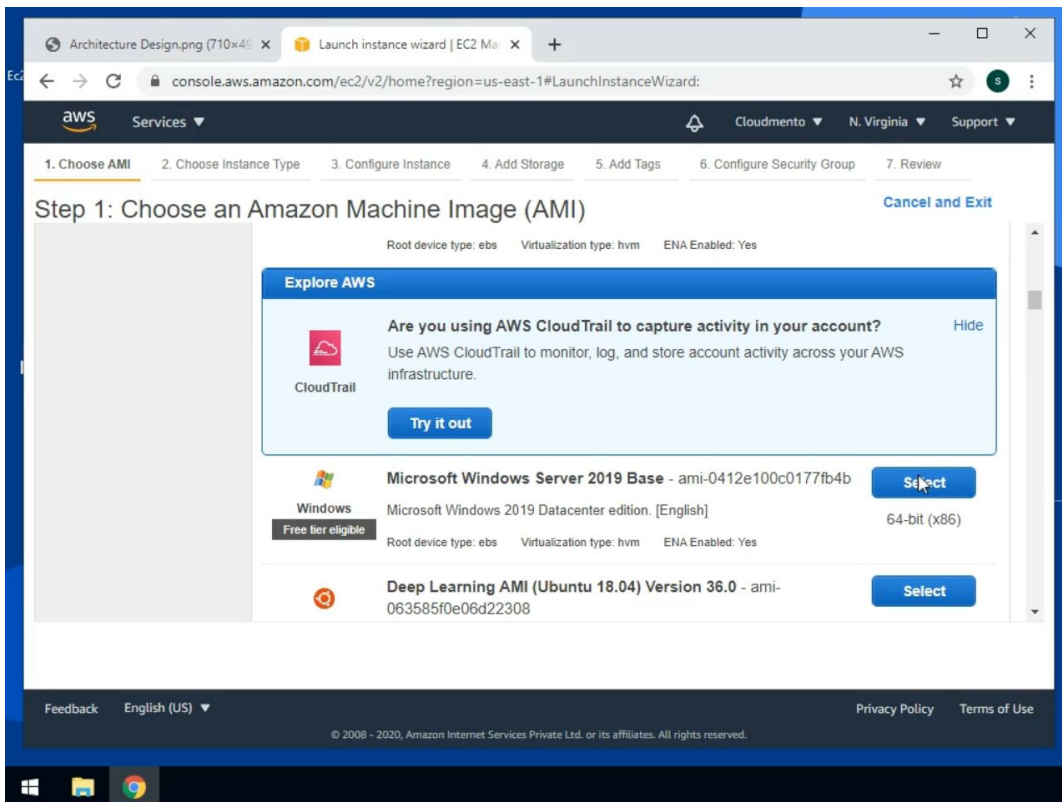 Architecture Design.png (710×49
Launch instance wizard | EC2 Ma
Ec2
console.aws.amazon.com/ec2/v2/home?region=us-east-1#LaunchInstanceWizard:
S
aws
Services
Cloudmento
N. Virginia
Support
1. Choose AMI
2. Choose Instance Type
3. Configure Instance
4. Add Storage
5. Add Tags
6. Configure Security Group
7. Review
Step 1: Choose an Amazon Machine Image (AMI)
Cancel and Exit
Root device type: ebs Virtualization type: hvm ENA Enabled: Yes
Explore AWS
Are you using AWS CloudTrail to capture activity in your account?
Hide
Use AWS CloudTrail to monitor, log, and store account activity across your AWS
infrastructure.
CloudTrail
Try it out
Microsoft Windows Server 2019 Base - ami-0412e100c0177fb4b
Select
Windows
Free tier eligible
Microsoft Windows 2019 Datacenter edition. [English]
64-bit (x86)
Root device type: ebs Virtualization type: hvm ENA Enabled: Yes
Deep Learning AMI (Ubuntu 18.04) Version 36.0 - ami-
063585f0e06d22308
Select
Feedback
English (US)
Privacy Policy
Terms of Use
© 2008 - 2020, Amazon Internet Services Private Ltd. or its affiliates. All rights reserved.